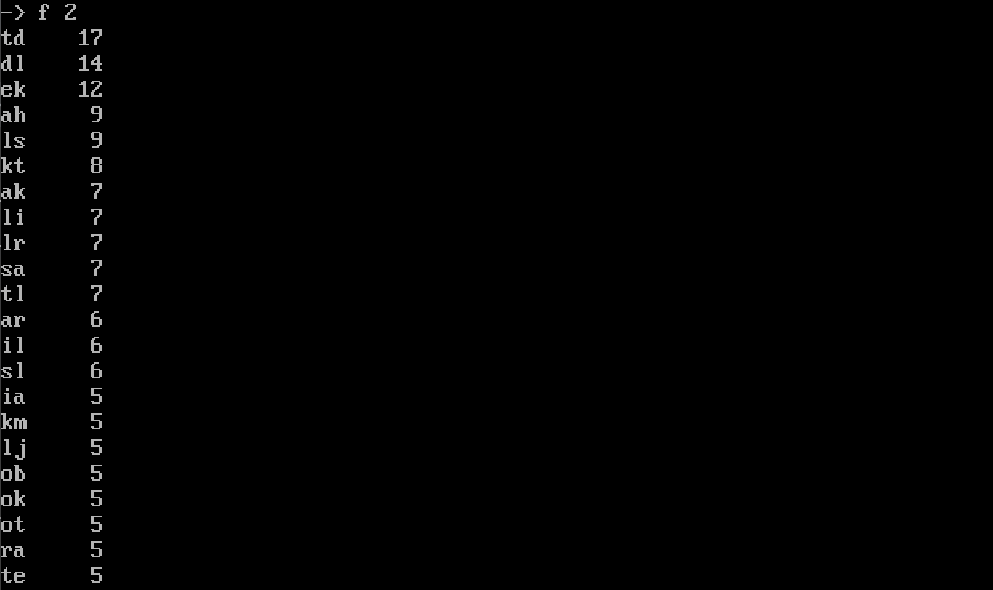 -> f 2
td 17
dl 14
ek 12
ah 9
ls 9
kt 8
ak 7
li 7
lr 7
sa 7
tl 7
ar 6
il 6
sl 6
ia 5
km 5
lj 5
ob 5
ok 5
ot 5
ra 5
te 5